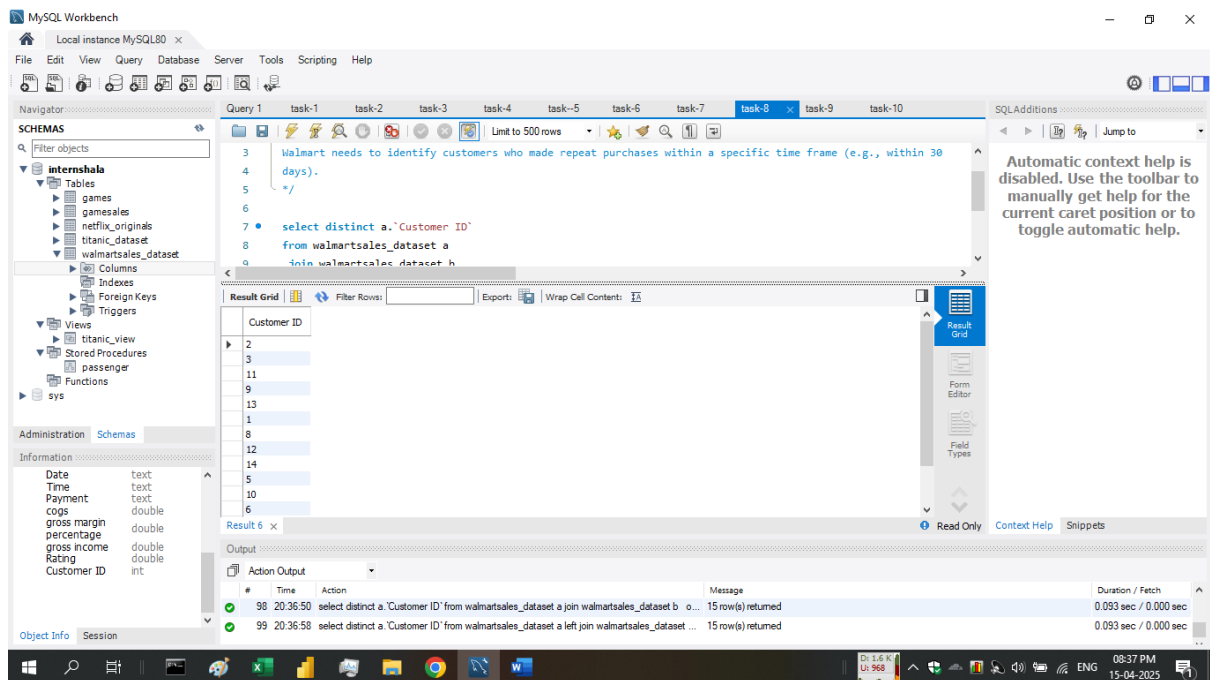 MySQL Workbench
Local instance MySQL80
File Edit View Query Database Server Tools Scripting Help
Navigator
SCHEMAS
Filter objects
internshala
Tables
games
gamesales
netflix_originals
titanic_dataset
walmartsales_dataset
Columns
Indexes
Foreign Keys
Triggers
Views
titanic_view
Stored Procedures
passenger
Functions
sys
Administration Schemas
Information
Date text
Time text
Payment text
cogs double
gross margin percentage double
gross income double
Rating double
Customer ID int
Object Info Session
Query 1 task-1 task-2 task-3 task-4 task--5 task-6 task-7 task-8 task-9 task-10
Limit to 500 rows
3 Walmart needs to identify customers who made repeat purchases within a specific time frame (e.g., within 30
4 days).
5 */
6
7 select distinct a.`Customer ID`
8 from walmartsales_dataset a
9 join walmartsales_dataset b
Result Grid Filter Rows: Export: Wrap Cell Content:
Customer ID
2
3
11
9
13
1
8
12
14
5
10
6
Result Grid
Form Editor
Field Types
Result 6 Read Only
Output
Action Output
# Time Action Message Duration / Fetch
98 20:36:50 select distinct a.`Customer ID` from walmartsales_dataset a join walmartsales_dataset b o... 15 row(s) returned 0.093 sec / 0.000 sec
99 20:36:58 select distinct a.`Customer ID` from walmartsales_dataset a left join walmartsales_dataset ... 15 row(s) returned 0.093 sec / 0.000 sec
SQLAdditions
Jump to
Automatic context help is
disabled. Use the toolbar to
manually get help for the
current caret position or to
toggle automatic help.
Context Help Snippets
D: 1.6 K
U: 968
ENG
08:37 PM
15-04-2025